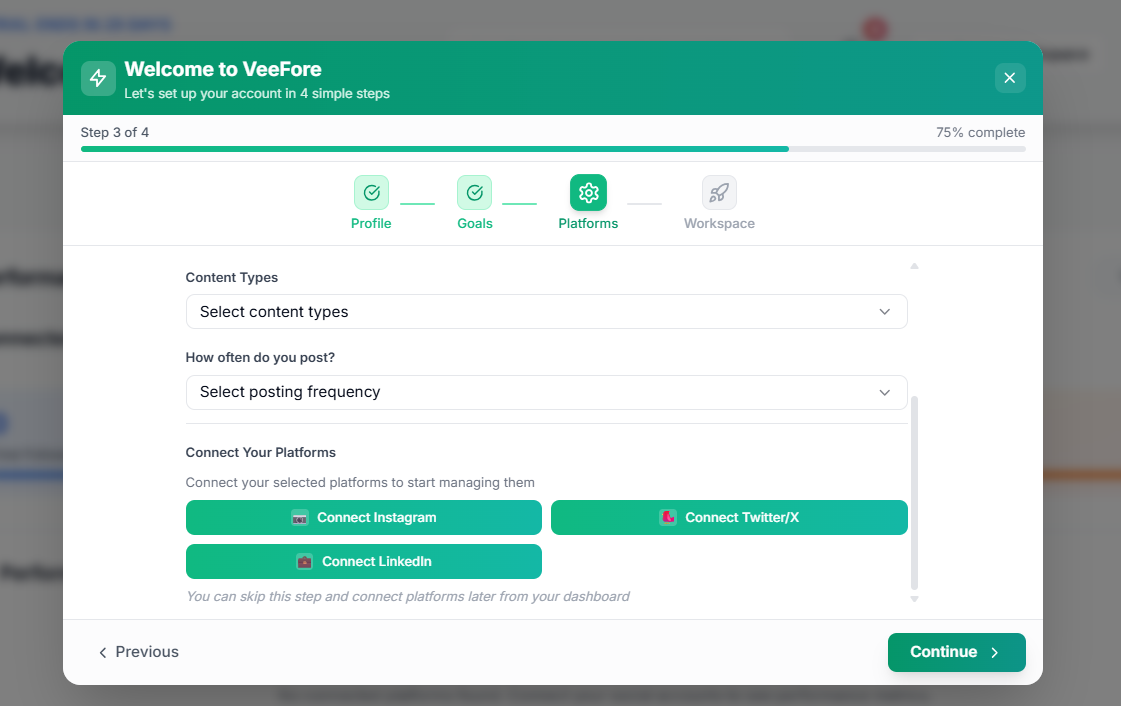 Welcome to VeeFore
Let's set up your account in 4 simple steps
Step 3 of 4
75% complete
Profile
Goals
Platforms
Workspace
Content Types
Select content types
How often do you post?
Select posting frequency
Connect Your Platforms
Connect your selected platforms to start managing them
Connect Instagram
Connect Twitter/X
Connect LinkedIn
You can skip this step and connect platforms later from your dashboard
Previous
Continue